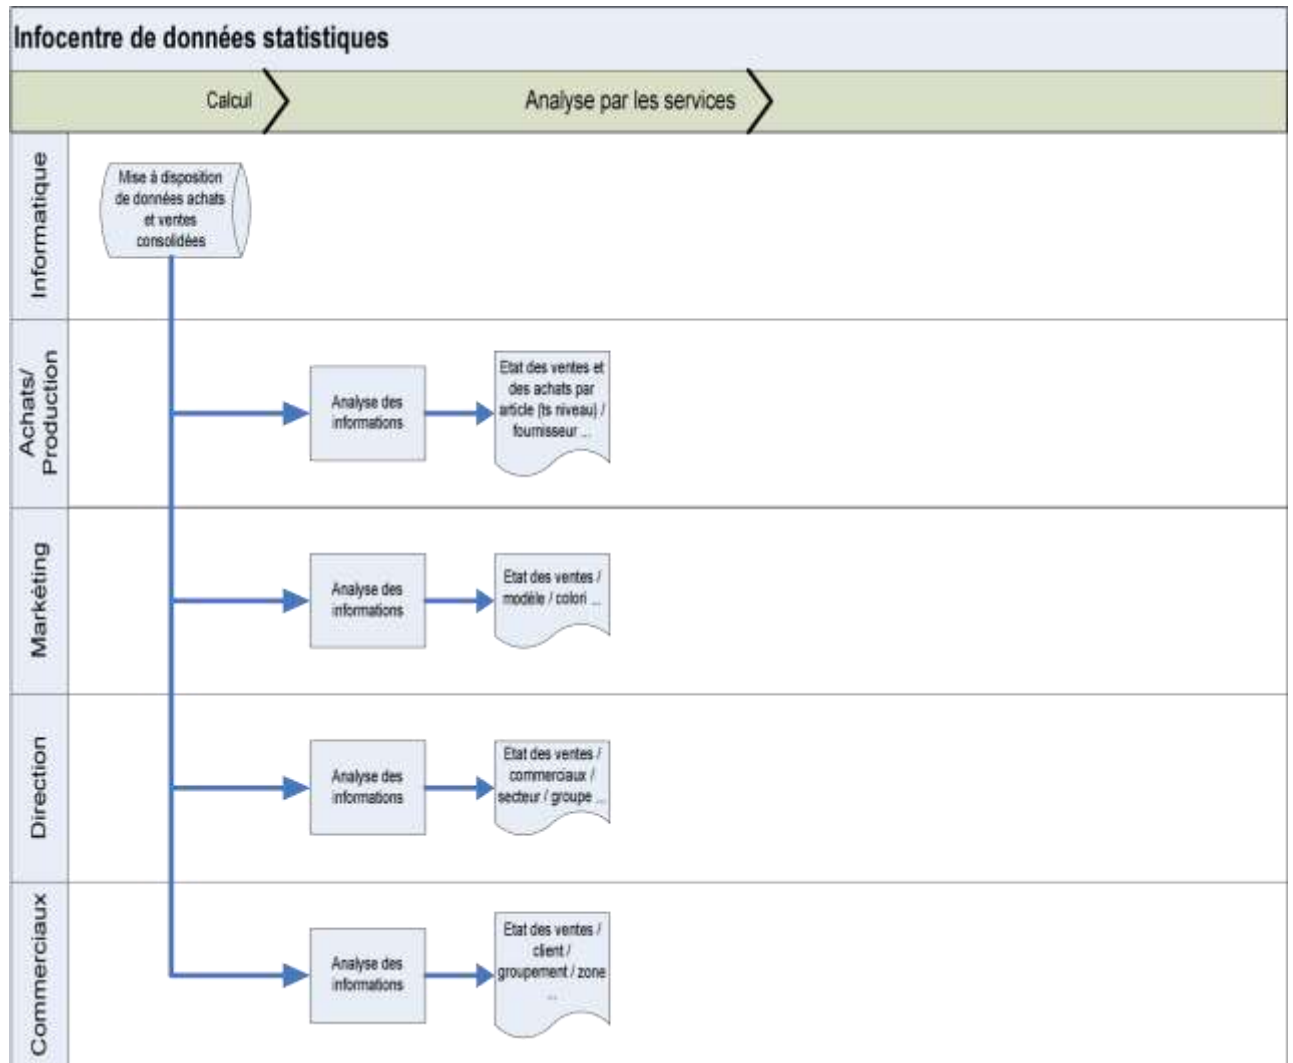 Infocentre de données statistiques
Calcul
Analyse par les services
Informatique
Mise à disposition
de données achats
et ventes
consolidées
Achats/
Production
Analyse des
informations
Etat des ventes et
des achats par
article (ts niveau) /
fournisseur ...
Markéting
Analyse des
informations
Etat des ventes /
modèle / colori ...
Direction
Analyse des
informations
Etat des ventes /
commerciaux /
secteur / groupe ...
Commerciaux
Analyse des
informations
Etat des ventes /
client /
groupement / zone
...